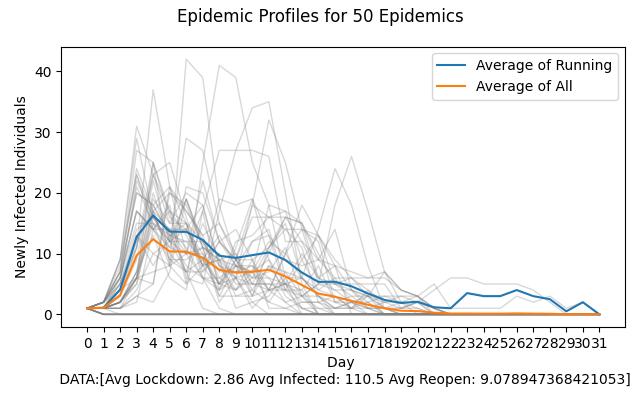 Epidemic Profiles for 50 Epidemics
Newly Infected Individuals
40
30
20
10
0
Average of Running
Average of All
0 1 2 3 4 5 6 7 8 9 10 11 12 13 14 15 16 17 18 19 20 21 22 23 24 25 26 27 28 29 30 31
Day
DATA:[Avg Lockdown: 2.86 Avg Infected: 110.5 Avg Reopen: 9.078947368421053]